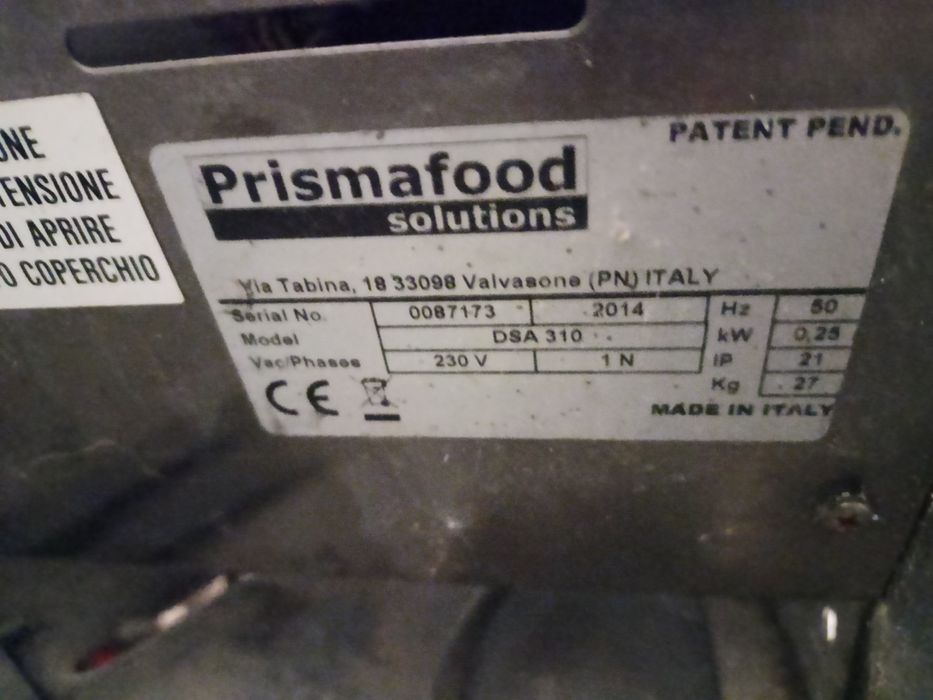 ONE
TENSIONE
DI APRIRE
O COPERCHIO
PATENT PEND.
Prismafood
solutions
Via Tabina, 18 33098 Valvasone (PN) ITALY
Serial No. 0087173 2014 Hz 50
Model DSA 310 kW 0,25
Vac/Phases 230 V 1 N IP 21
Kg 27
CE
MADE IN ITALY